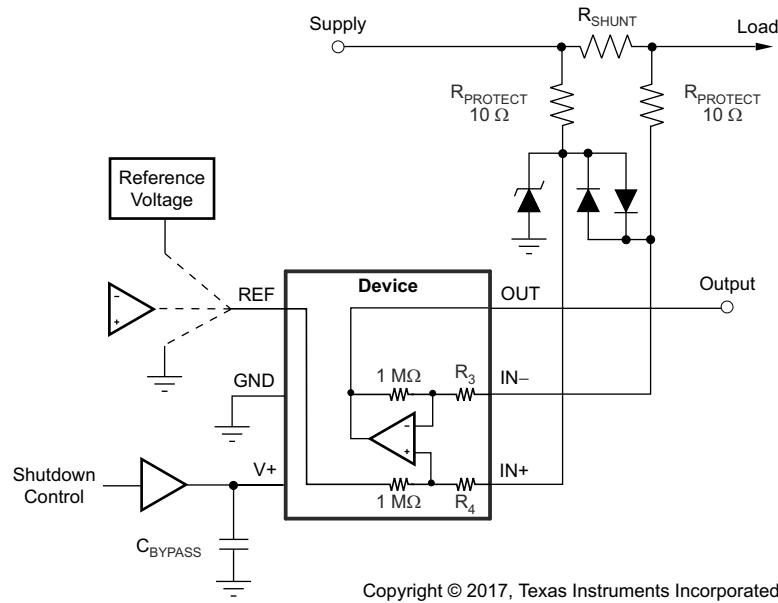 R_SHUNT
Supply
Load
R_PROTECT
10 Ω
R_PROTECT
10 Ω
Reference
Voltage
Device
REF
OUT
Output
-
+
1 MΩ
R_3
IN−
GND
-
+
Shutdown
Control
V+
IN+
1 MΩ
R_4
C_BYPASS
Copyright © 2017, Texas Instruments Incorporated